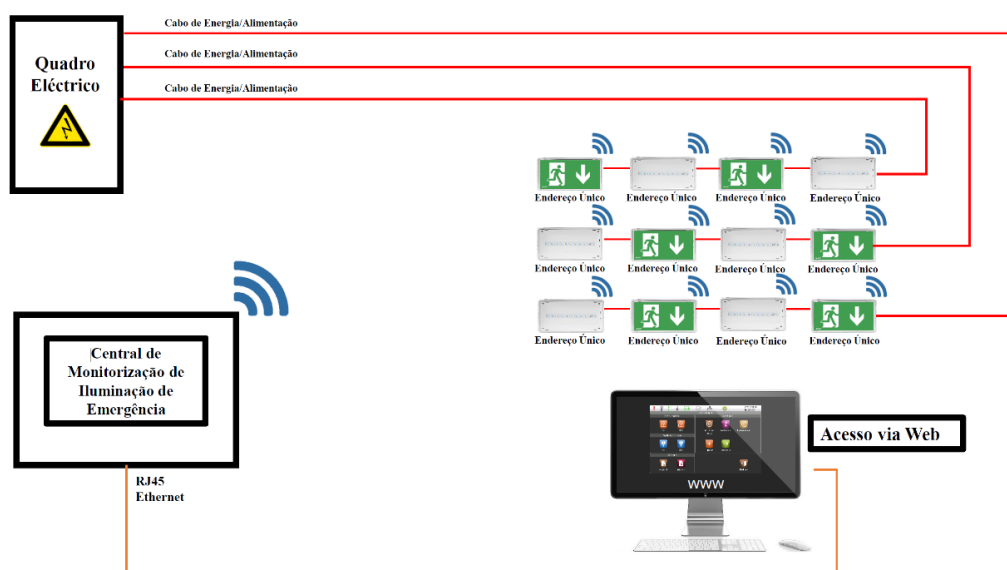 Cabo de Energia/Alimentação
Cabo de Energia/Alimentação
Cabo de Energia/Alimentação
Quadro
Eléctrico
Endereço Único Endereço Único Endereço Único Endereço Único
Endereço Único Endereço Único Endereço Único Endereço Único
Endereço Único Endereço Único Endereço Único Endereço Único
Central de
Monitorização de
Iluminação de
Emergência
RJ45
Ethernet
www
Acesso via Web